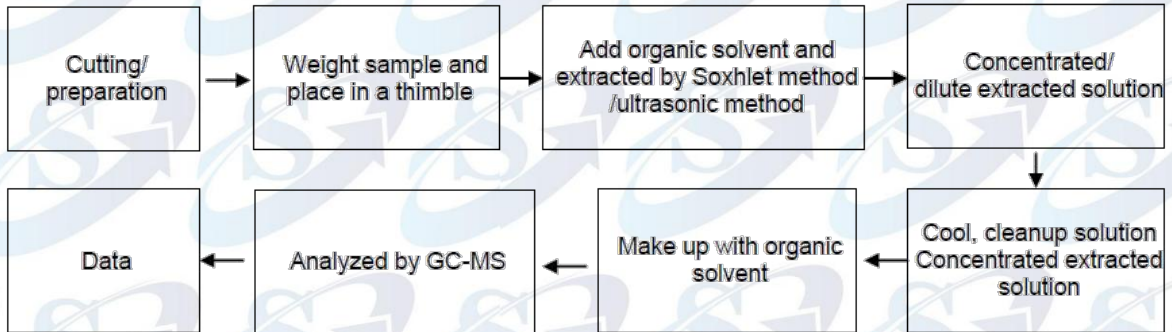 Cutting/
preparation
Weight sample and
place in a thimble
Add organic solvent and
extracted by Soxhlet method
/ultrasonic method
Concentrated/
dilute extracted solution
Cool, cleanup solution
Concentrated extracted
solution
Make up with organic
solvent
Analyzed by GC-MS
Data